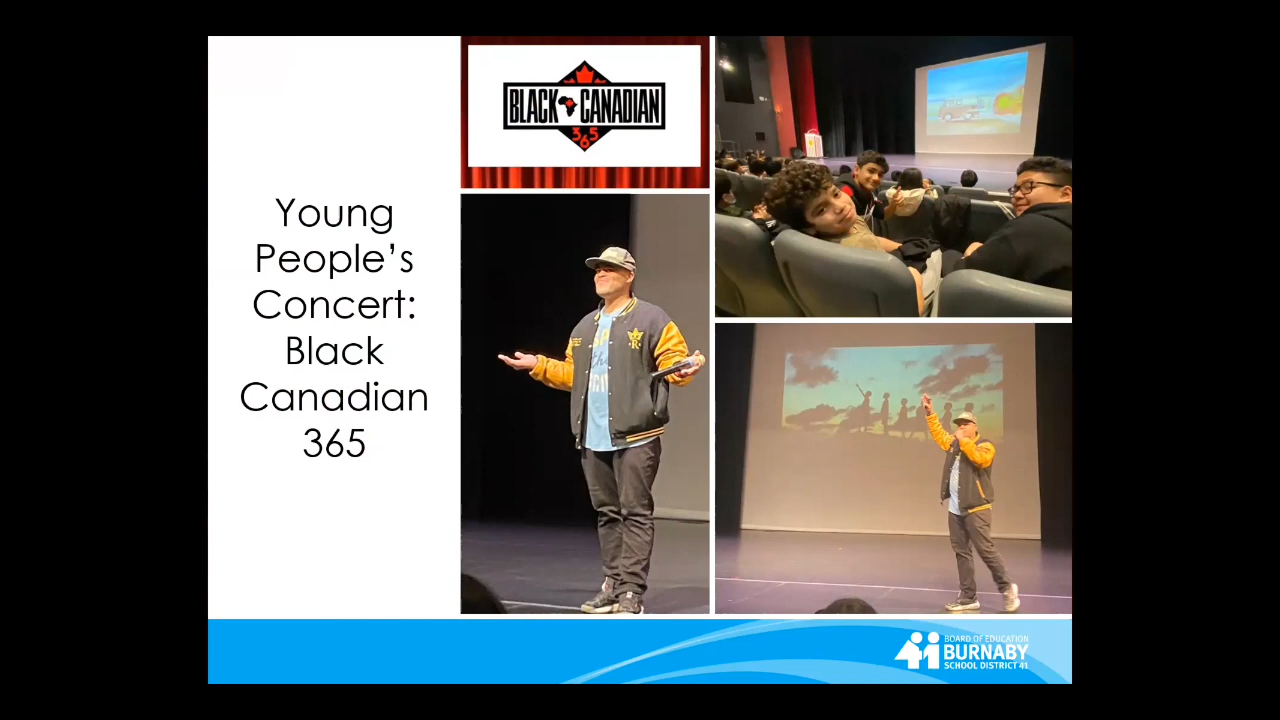 Young
People’s
Concert:
Black
Canadian
365
BLACK CANADIAN
365
R
BOARD OF EDUCATION
BURNABY
SCHOOL DISTRICT 41